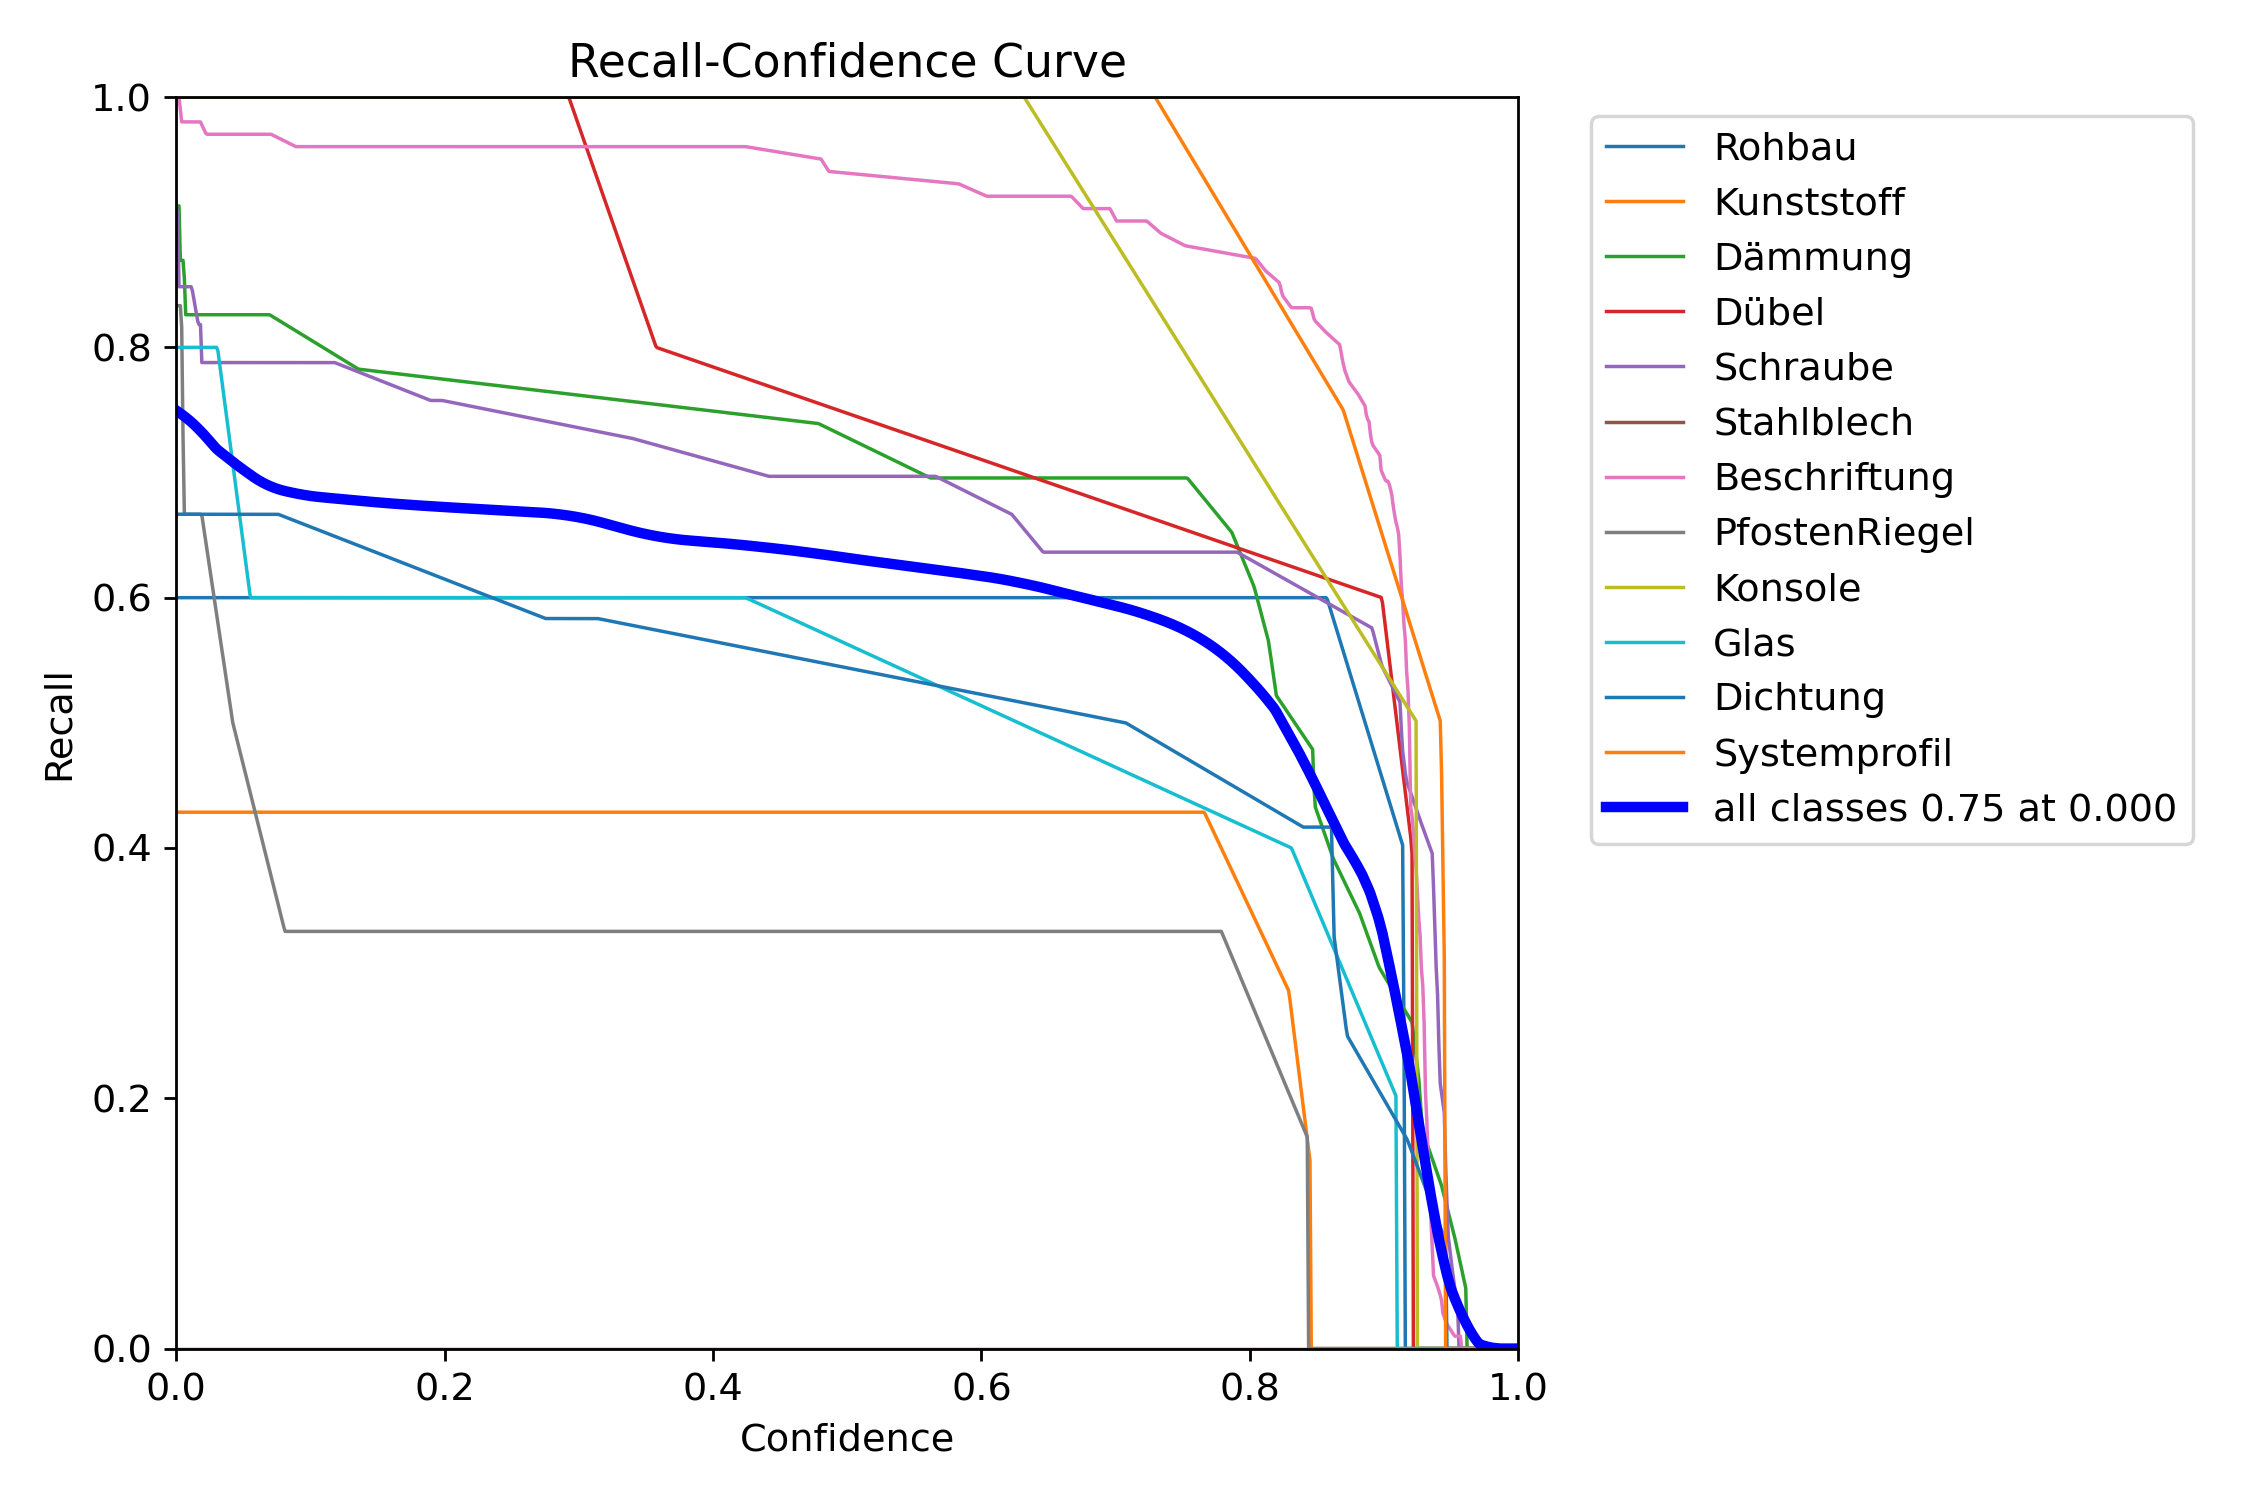 Recall-Confidence Curve
1.0
0.8
0.6
0.4
0.2
0.0
Recall
0.0 0.2 0.4 0.6 0.8 1.0
Confidence
Rohbau
Kunststoff
Dämmung
Dübel
Schraube
Stahlblech
Beschriftung
PfostenRiegel
Konsole
Glas
Dichtung
Systemprofil
all classes 0.75 at 0.000